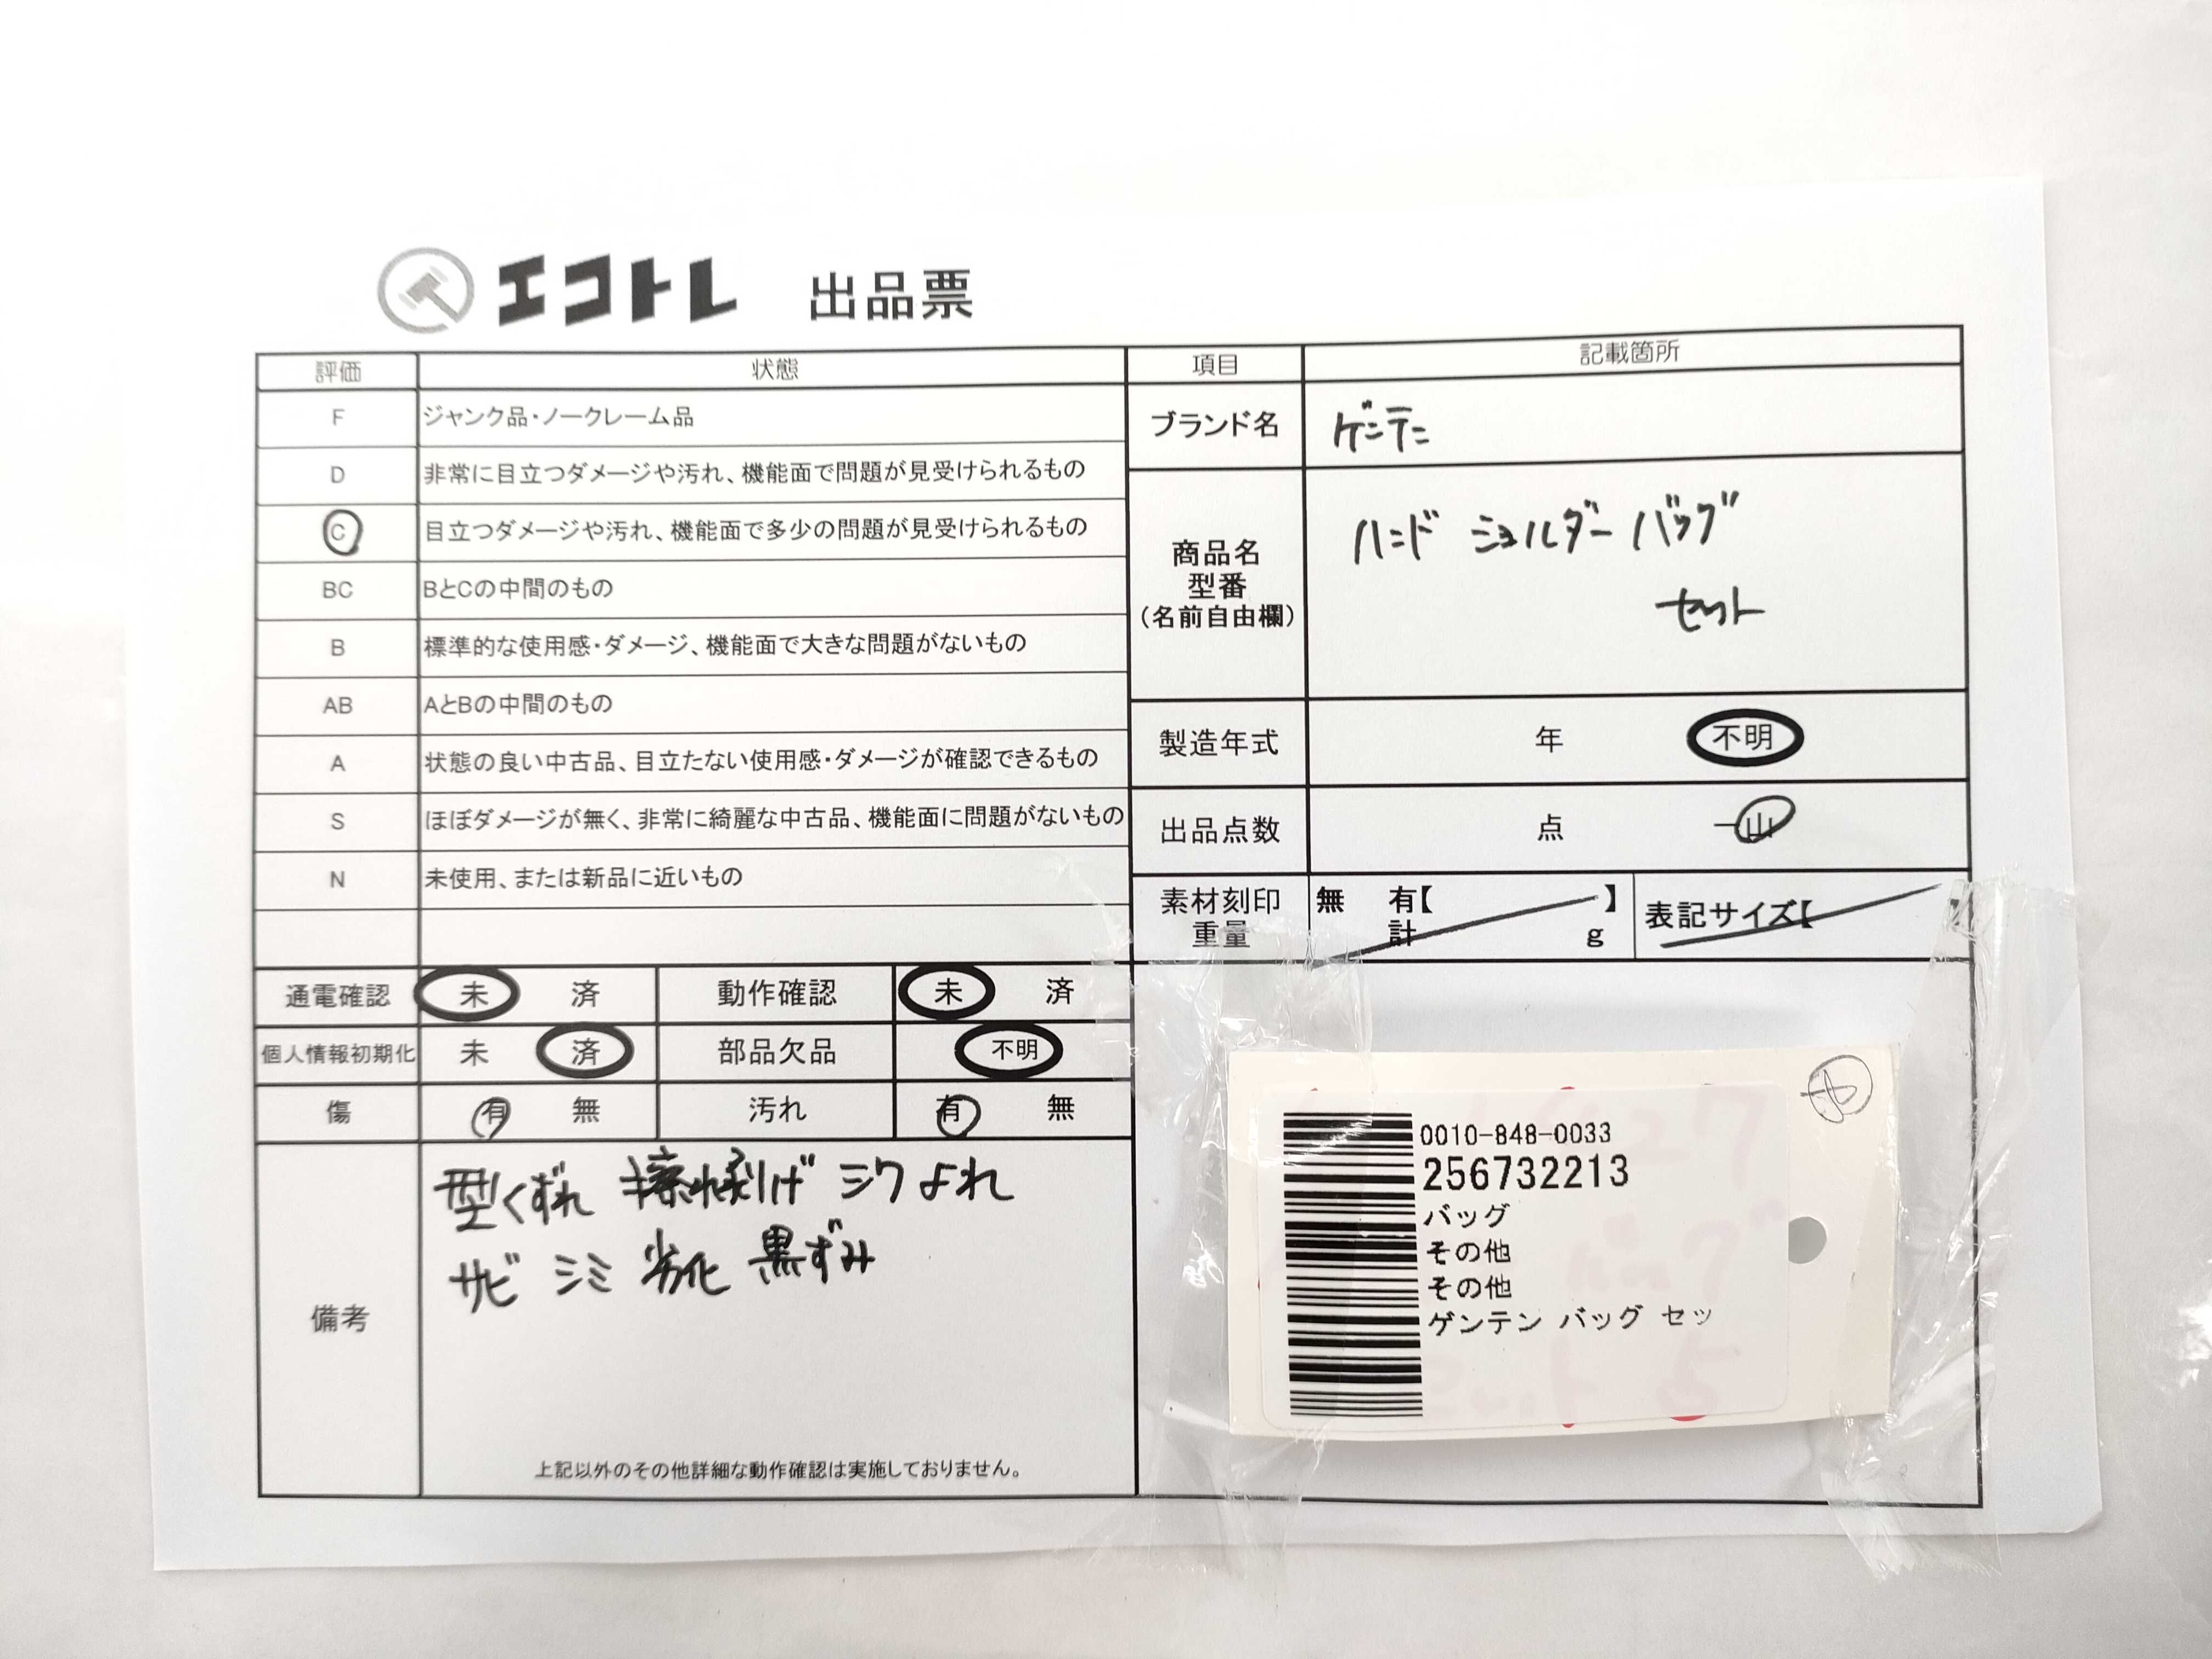 エコトレ 出品票
評価 状態
F ジャンク品・ノークレーム品
D 非常に目立つダメージや汚れ、機能面で問題が見受けられるもの
C 目立つダメージや汚れ、機能面で多少の問題が見受けられるもの
BC BとCの中間のもの
B 標準的な使用感・ダメージ、機能面で大きな問題がないもの
AB AとBの中間のもの
A 状態の良い中古品、目立たない使用感・ダメージが確認できるもの
S ほぼダメージが無く、非常に綺麗な中古品、機能面に問題がないもの
N 未使用、または新品に近いもの
通電確認 未 済 動作確認 未 済
個人情報初期化 未 済 部品欠品 不明
傷 有 無 汚れ 有 無
備考
型くずれ 擦れ剥げ シワ よれ
サビ シミ 劣化 黒ずみ
上記以外のその他詳細な動作確認は実施しておりません。
項目 記載箇所
ブランド名 ゲンテン
商品名
型番
(名前自由欄)
ハンド ショルダー バッグ
セット
製造年式 年 不明
出品点数 点 一山
素材刻印 無 有【 】
重量 計 g
表記サイズ【
0010-848-0033
256732213
バッグ
その他
その他
ゲンテン バッグ セッ